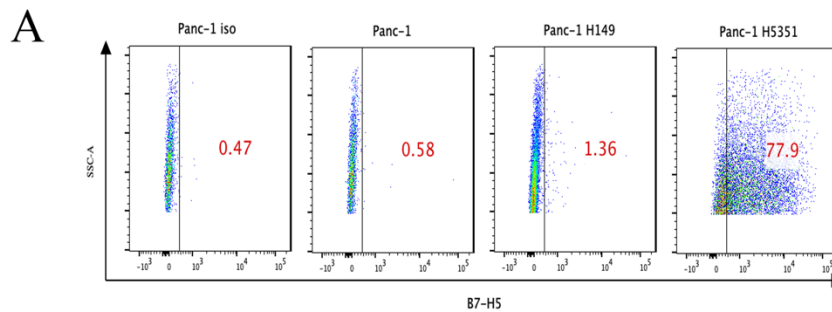 A
Panc-1 iso
Panc-1
Panc-1 H149
Panc-1 H5351
SSC-A
0.47
0.58
1.36
77.9
-10³ 0 10³ 10⁴ 10⁵
-10³ 0 10³ 10⁴ 10⁵
-10³ 0 10³ 10⁴ 10⁵
-10³ 0 10³ 10⁴
B7-H5